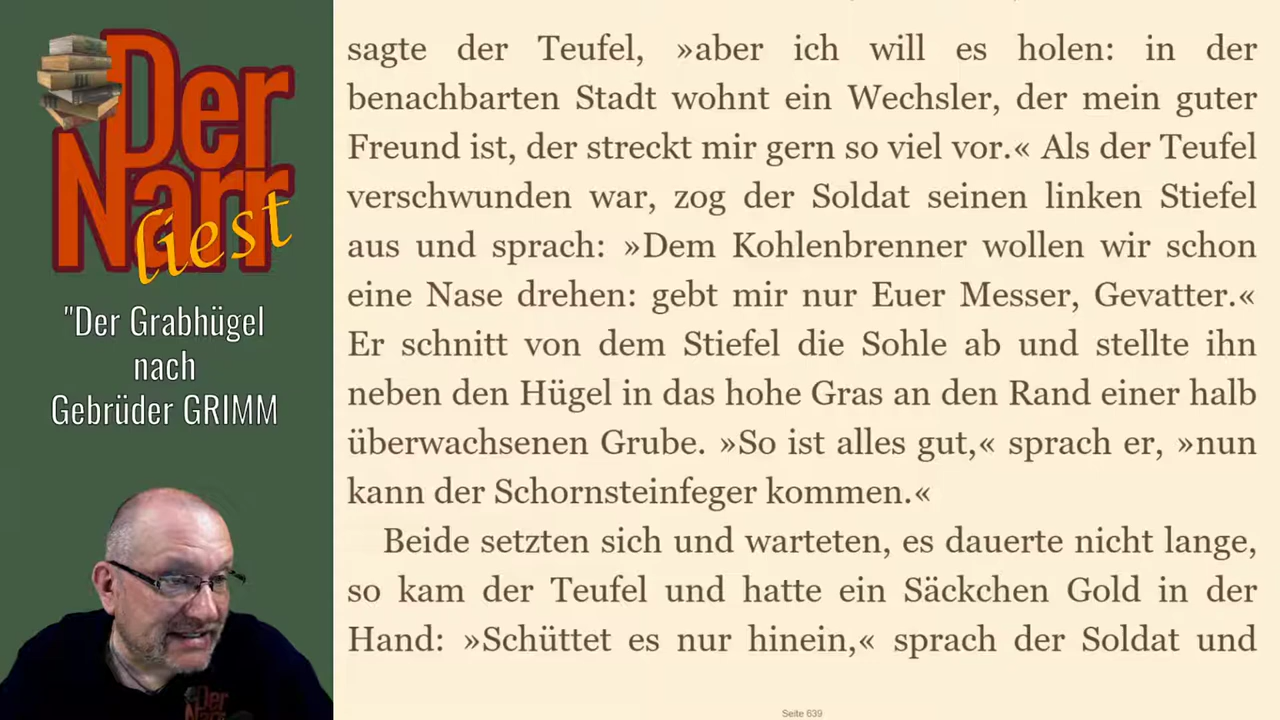 Der
Narr
liest
"Der Grabhügel
nach
Gebrüder GRIMM
Der
Narr
sagte der Teufel, »aber ich will es holen: in der
benachbarten Stadt wohnt ein Wechsler, der mein guter
Freund ist, der streckt mir gern so viel vor.« Als der Teufel
verschwunden war, zog der Soldat seinen linken Stiefel
aus und sprach: »Dem Kohlenbrenner wollen wir schon
eine Nase drehen: gebt mir nur Euer Messer, Gevatter.«
Er schnitt von dem Stiefel die Sohle ab und stellte ihn
neben den Hügel in das hohe Gras an den Rand einer halb
überwachsenen Grube. »So ist alles gut,« sprach er, »nun
kann der Schornsteinfeger kommen.«
Beide setzten sich und warteten, es dauerte nicht lange,
so kam der Teufel und hatte ein Säckchen Gold in der
Hand: »Schüttet es nur hinein,« sprach der Soldat und
Seite 639